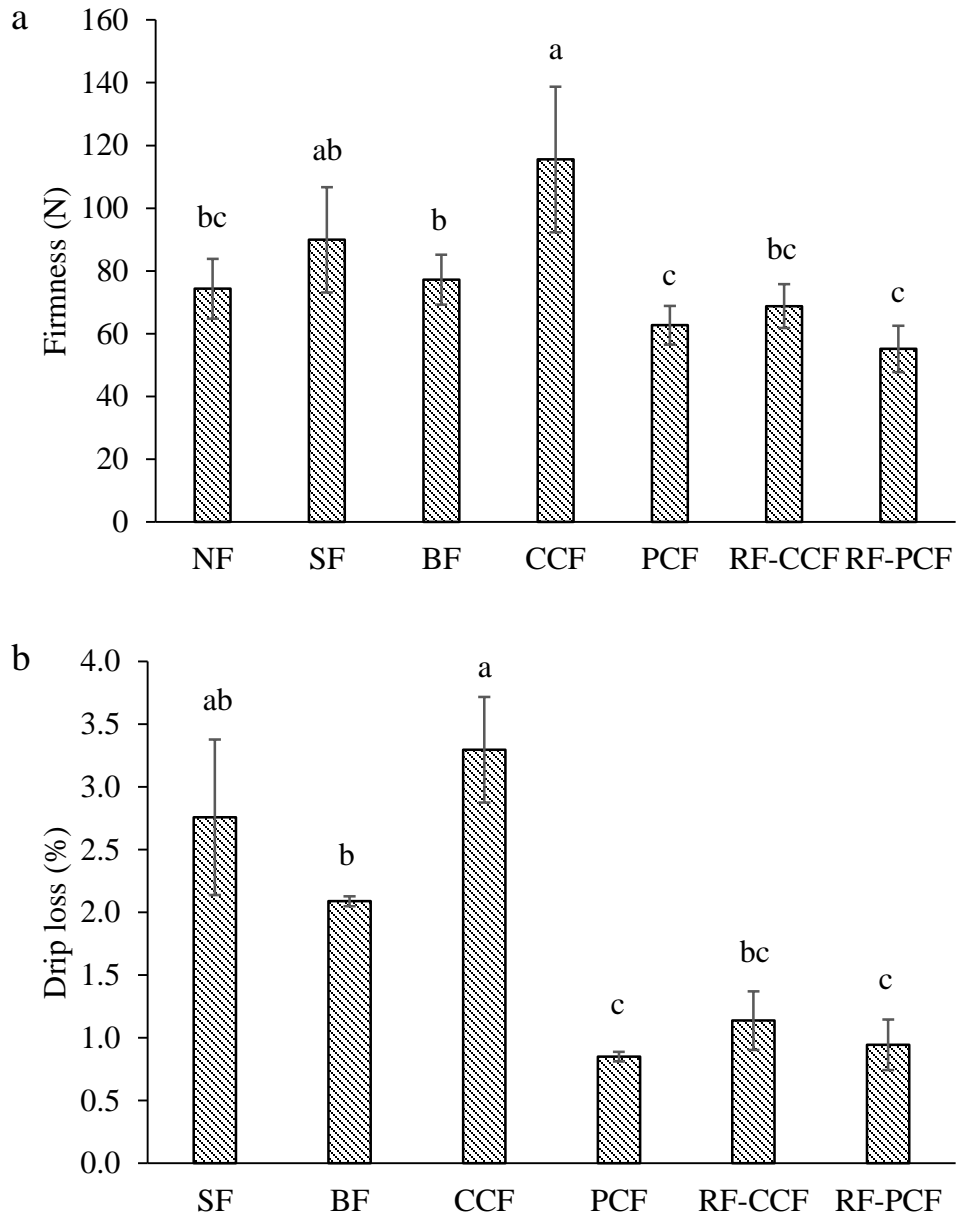 a
Firmness (N)
160
140
120
100
80
60
40
20
0
bc
ab
b
a
c
bc
c
NF SF BF CCF PCF RF-CCF RF-PCF
b
Drip loss (%)
4.0
3.5
3.0
2.5
2.0
1.5
1.0
0.5
0.0
ab
b
a
c
bc
c
SF BF CCF PCF RF-CCF RF-PCF